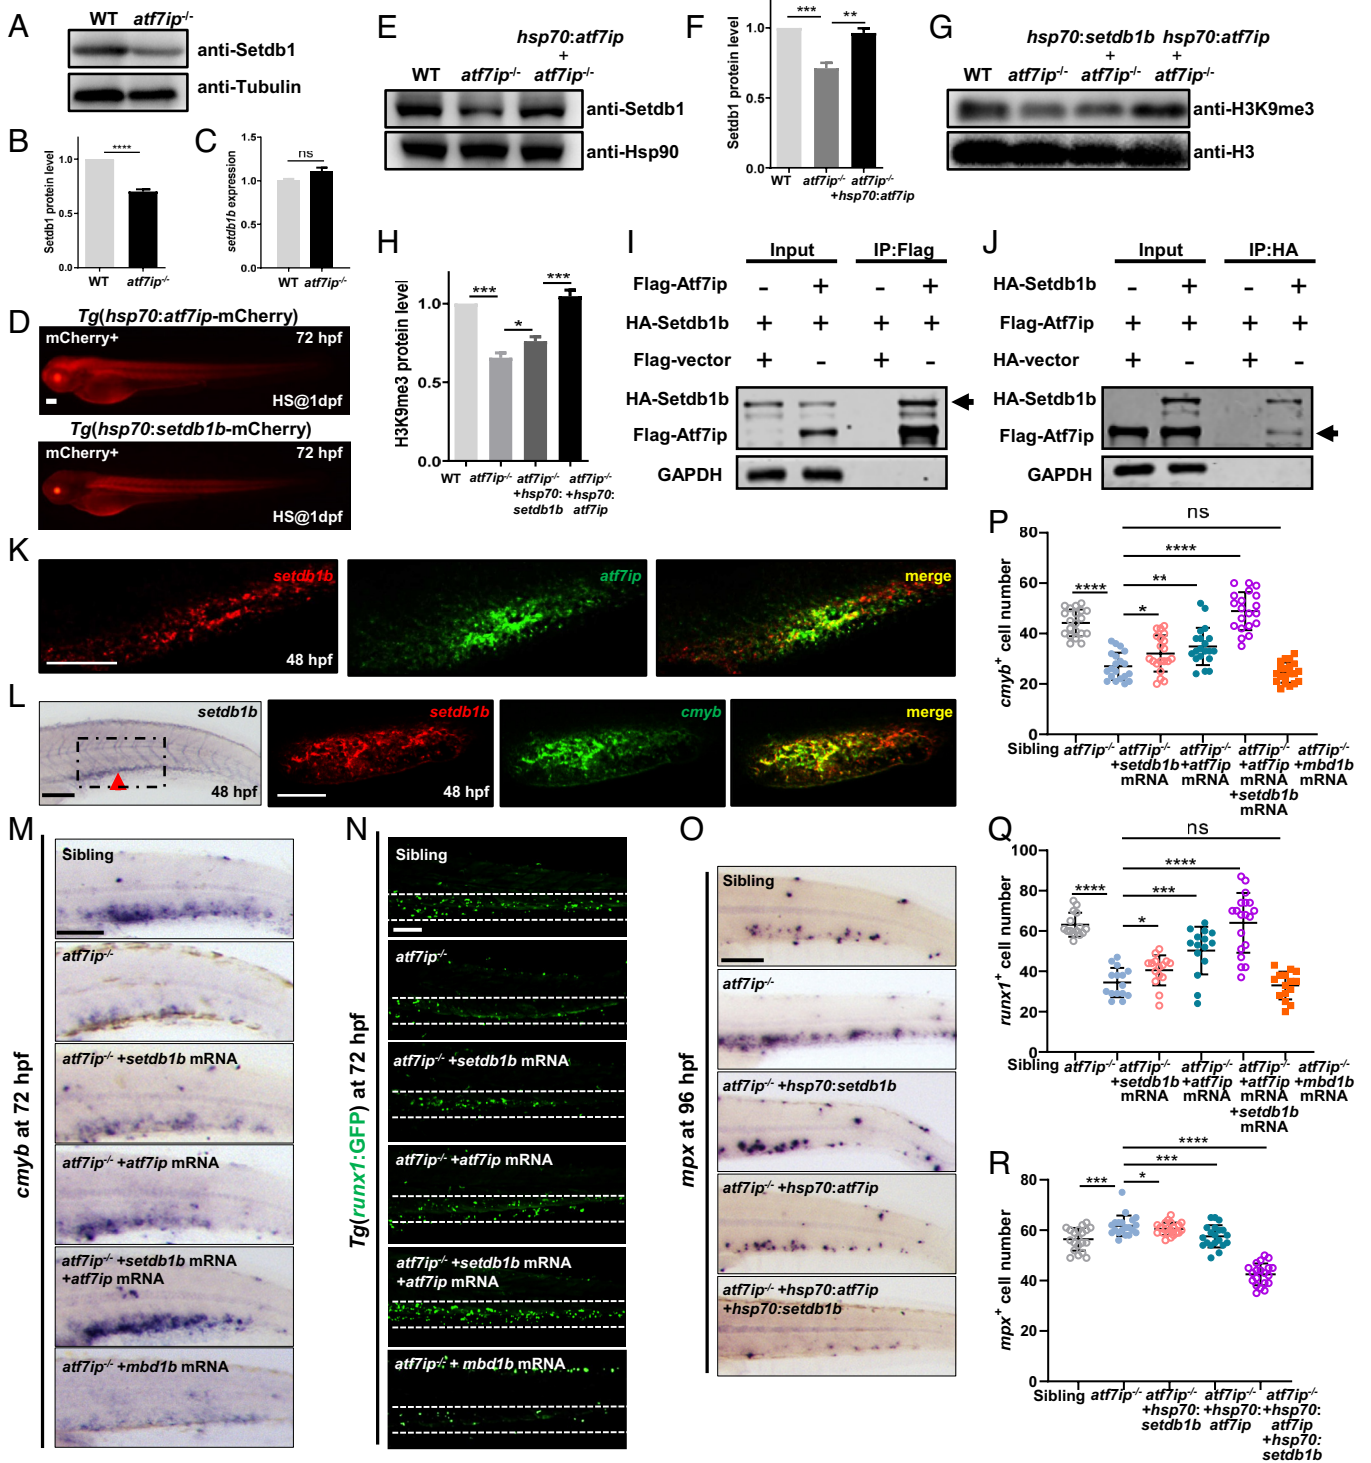 A
WT atf7ip-/-
anti-Setdb1
anti-Tubulin
B
Setdb1 protein level
1.0
0.5
0.0
****
WT atf7ip-/-
C
setdb1b expression
1.5
1.0
0.5
0.0
ns
WT atf7ip-/-
D
Tg(hsp70:atf7ip-mCherry)
mCherry+ 72 hpf
HS@1dpf
Tg(hsp70:setdb1b-mCherry)
mCherry+ 72 hpf
HS@1dpf
E
hsp70:atf7ip
+
WT atf7ip-/- atf7ip-/-
anti-Setdb1
anti-Hsp90
F
Setdb1 protein level
1.0
0.5
0.0
*** **
WT atf7ip-/- atf7ip-/-
+hsp70:atf7ip
G
hsp70:setdb1b hsp70:atf7ip
+ +
WT atf7ip-/- atf7ip-/- atf7ip-/-
anti-H3K9me3
anti-H3
H
H3K9me3 protein level
1.0
0.5
0.0
*** * ***
WT atf7ip-/- atf7ip-/- atf7ip-/-
+hsp70: +hsp70:
setdb1b atf7ip
I
Input IP:Flag
Flag-Atf7ip - + - +
HA-Setdb1b + + + +
Flag-vector + - + -
HA-Setdb1b
Flag-Atf7ip
GAPDH
J
Input IP:HA
HA-Setdb1b - + - +
Flag-Atf7ip + + + +
HA-vector + - + -
HA-Setdb1b
Flag-Atf7ip
GAPDH
K
setdb1b
48 hpf
atf7ip
merge
L
setdb1b
48 hpf
setdb1b
48 hpf
cmyb
merge
M
cmyb at 72 hpf
Sibling
atf7ip-/-
atf7ip-/- +setdb1b mRNA
atf7ip-/- +atf7ip mRNA
atf7ip-/- +setdb1b mRNA
+atf7ip mRNA
atf7ip-/- +mbd1b mRNA
N
Tg(runx1:GFP) at 72 hpf
Sibling
atf7ip-/-
atf7ip-/- +setdb1b mRNA
atf7ip-/- +atf7ip mRNA
atf7ip-/- +setdb1b mRNA
+atf7ip mRNA
atf7ip-/- + mbd1b mRNA
O
mpx at 96 hpf
Sibling
atf7ip-/-
atf7ip-/- +hsp70:setdb1b
atf7ip-/- +hsp70:atf7ip
atf7ip-/- +hsp70:atf7ip
+hsp70:setdb1b
P
cmyb+ cell number
80
60
40
20
0
ns
****
**
****
*
Sibling atf7ip-/- atf7ip-/- atf7ip-/- atf7ip-/- atf7ip-/-
+setdb1b +atf7ip +atf7ip +mbd1b
mRNA mRNA mRNA mRNA
+setdb1b
mRNA
Q
runx1+ cell number
100
80
60
40
20
0
ns
****
***
****
*
Sibling atf7ip-/- atf7ip-/- atf7ip-/- atf7ip-/- atf7ip-/-
+setdb1b +atf7ip +atf7ip +mbd1b
mRNA mRNA mRNA mRNA
+setdb1b
mRNA
R
mpx+ cell number
80
60
40
20
0
****
***
*** *
Sibling atf7ip-/- atf7ip-/- atf7ip-/- atf7ip-/-
+hsp70: +hsp70: +hsp70:
setdb1b atf7ip atf7ip
+hsp70:
setdb1b